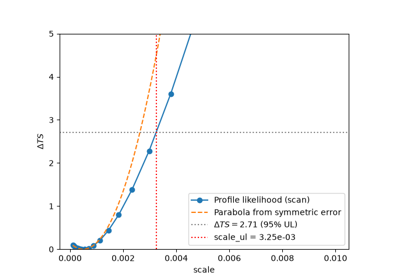 5
4
3
2
1
0
ΔTS
0.000
0.002
0.004
0.006
0.008
0.010
scale
Profile likelihood (scan)
Parabola from symmetric error
ΔTS = 2.71 (95% UL)
scale_ul = 3.25e-03